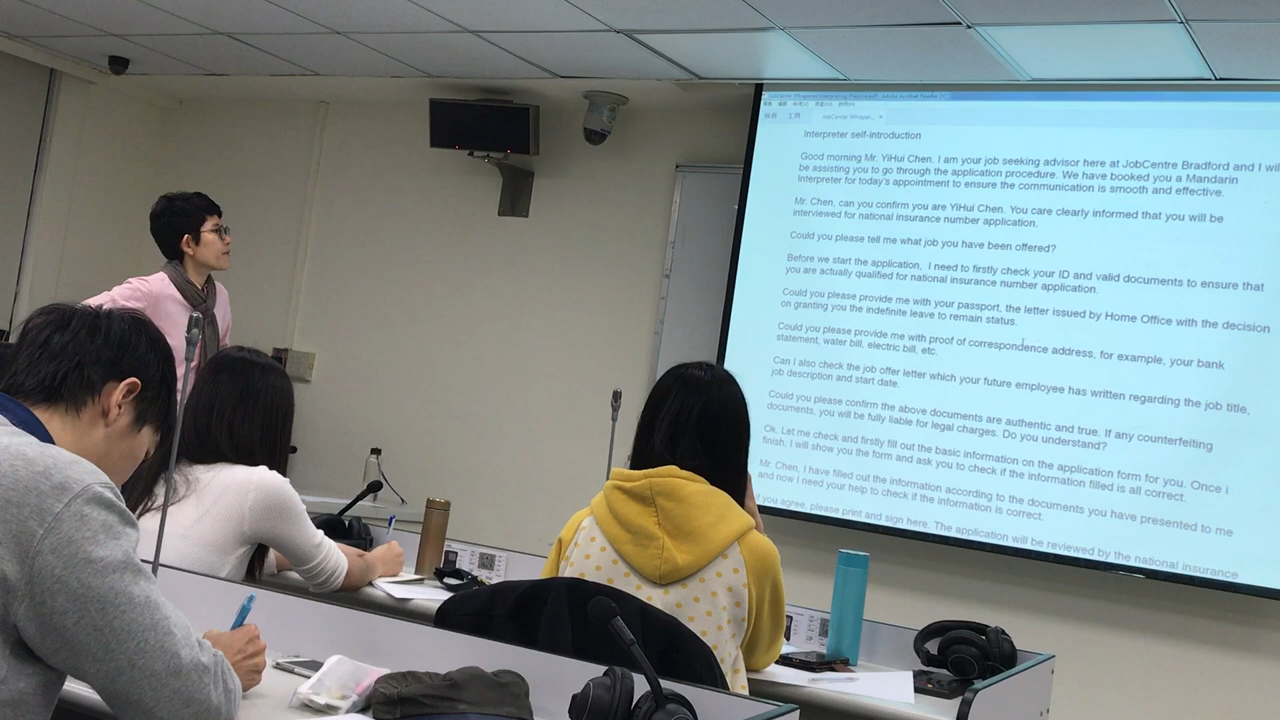 Interpreter self-introduction
Good morning Mr. YiHui Chen. I am your job seeking advisor here at JobCentre Bradford and I wil
be assisting you to go through the application procedure. We have booked you a Mandarin
Interpreter for today's appointment to ensure the communication is smooth and effective.
Mr. Chen, can you confirm you are YiHui Chen. You care clearly informed that you will be
interviewed for national insurance number application.
Could you please tell me what job you have been offered?
Before we start the application, I need to firstly check your ID and valid documents to ensure that
you are actually qualified for national insurance number application.
Could you please provide me with your passport, the letter issued by Home Office with the decision
on granting you the indefinite leave to remain status.
Could you please provide me with proof of correspondence address, for example, your bank
statement, water bill, electric bill, etc.
Can I also check the job offer letter which your future employee has written regarding the job title,
job description and start date.
Could you please confirm the above documents are authentic and true. If any counterfeiting
documents, you will be fully liable for legal charges. Do you understand?
Ok. Let me check and firstly fill out the basic information on the application form for you. Once i
finish, I will show you the form and ask you to check if the information filled is all correct.
Mr. Chen, I have filled out the information according to the documents you have presented to me
and now I need your help to check if the information is correct.
If you agree, please print and sign here. The application will be reviewed by the national insurance